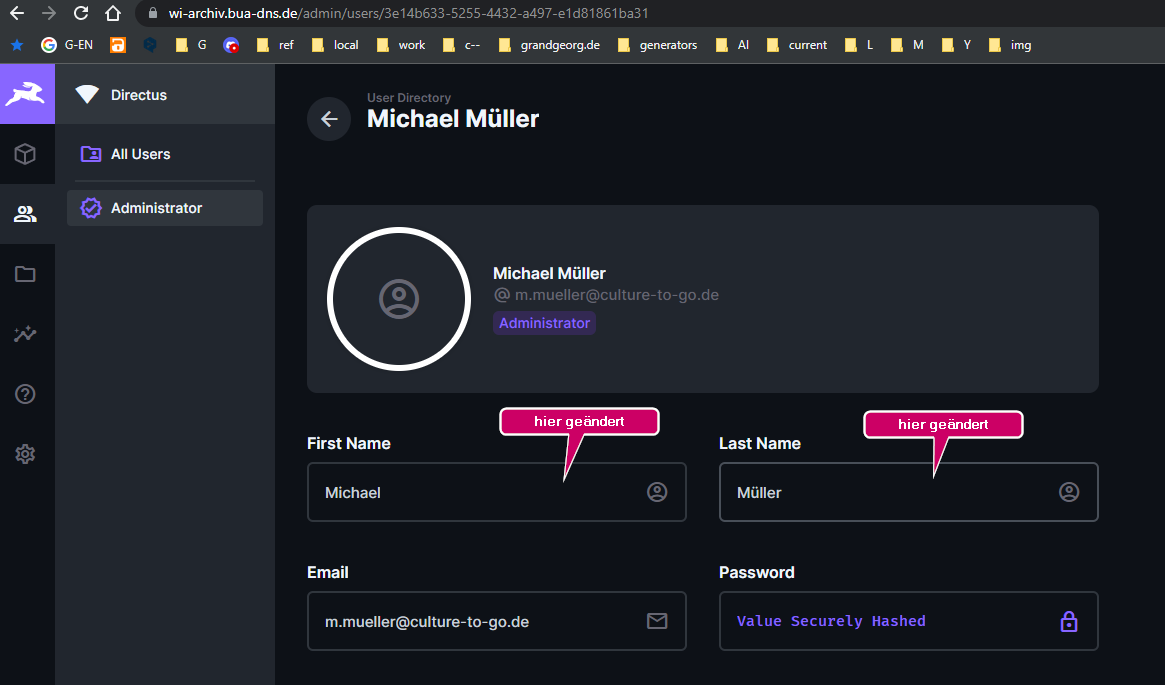 wi-archiv.bua-dns.de/admin/users/3e14b633-5255-4432-a497-e1d81861ba31
G-EN G ref local work c-- grandgeorg.de generators AI current L M Y img
Directus
All Users
Administrator
User Directory
Michael Müller
Michael Müller
@ m.mueller@culture-to-go.de
Administrator
hier geändert
hier geändert
First Name
Last Name
Michael
Müller
Email
Password
m.mueller@culture-to-go.de
Value Securely Hashed